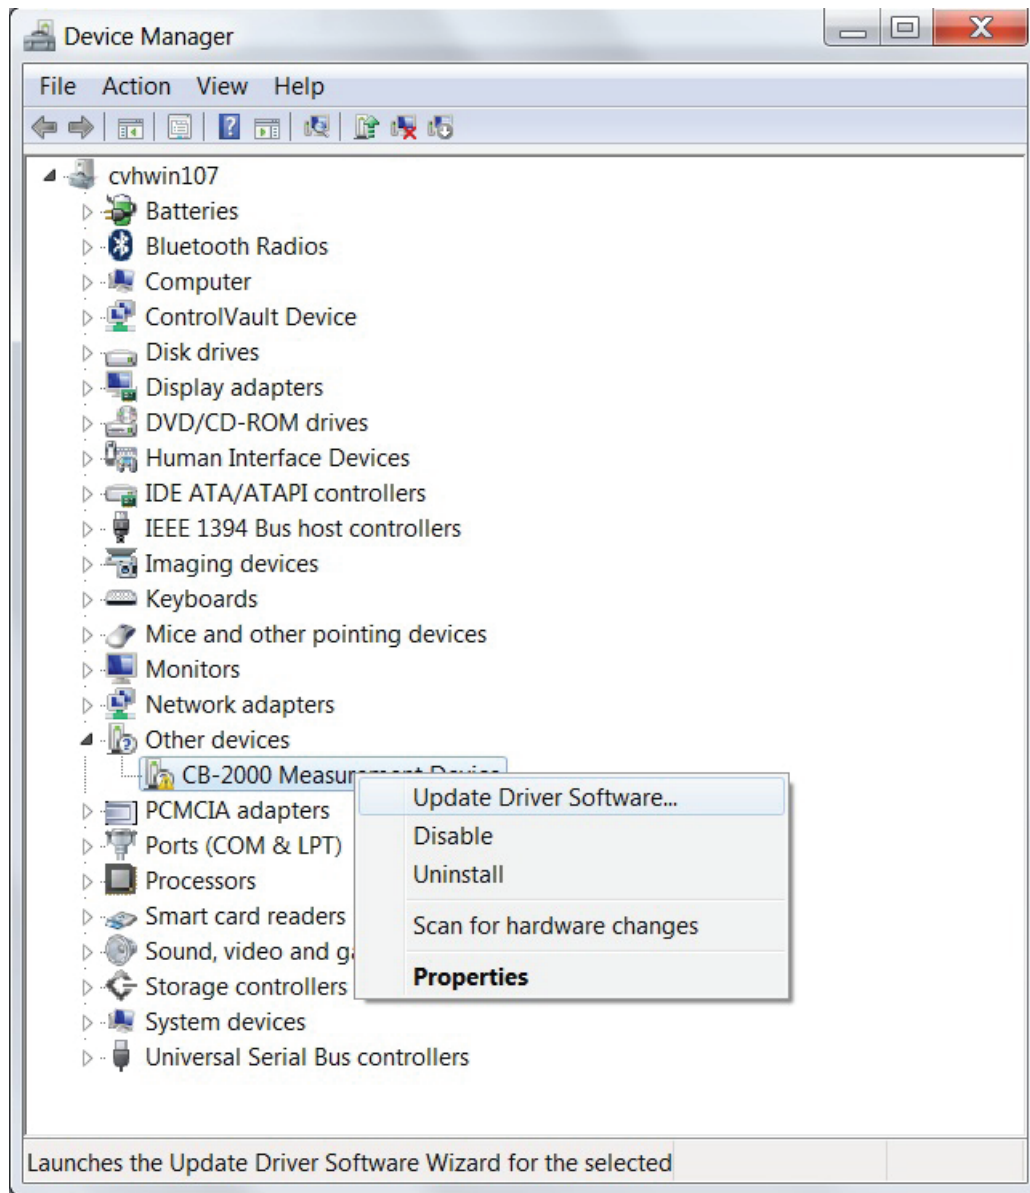 Device Manager
File Action View Help
cvhwin107
Batteries
Bluetooth Radios
Computer
ControlVault Device
Disk drives
Display adapters
DVD/CD-ROM drives
Human Interface Devices
IDE ATA/ATAPI controllers
IEEE 1394 Bus host controllers
Imaging devices
Keyboards
Mice and other pointing devices
Monitors
Network adapters
Other devices
CB-2000 Measurement Device
Update Driver Software...
PCMCIA adapters
Disable
Ports (COM & LPT)
Uninstall
Processors
Smart card readers
Scan for hardware changes
Sound, video and
Properties
Storage controllers
System devices
Universal Serial Bus controllers
Launches the Update Driver Software Wizard for the selected